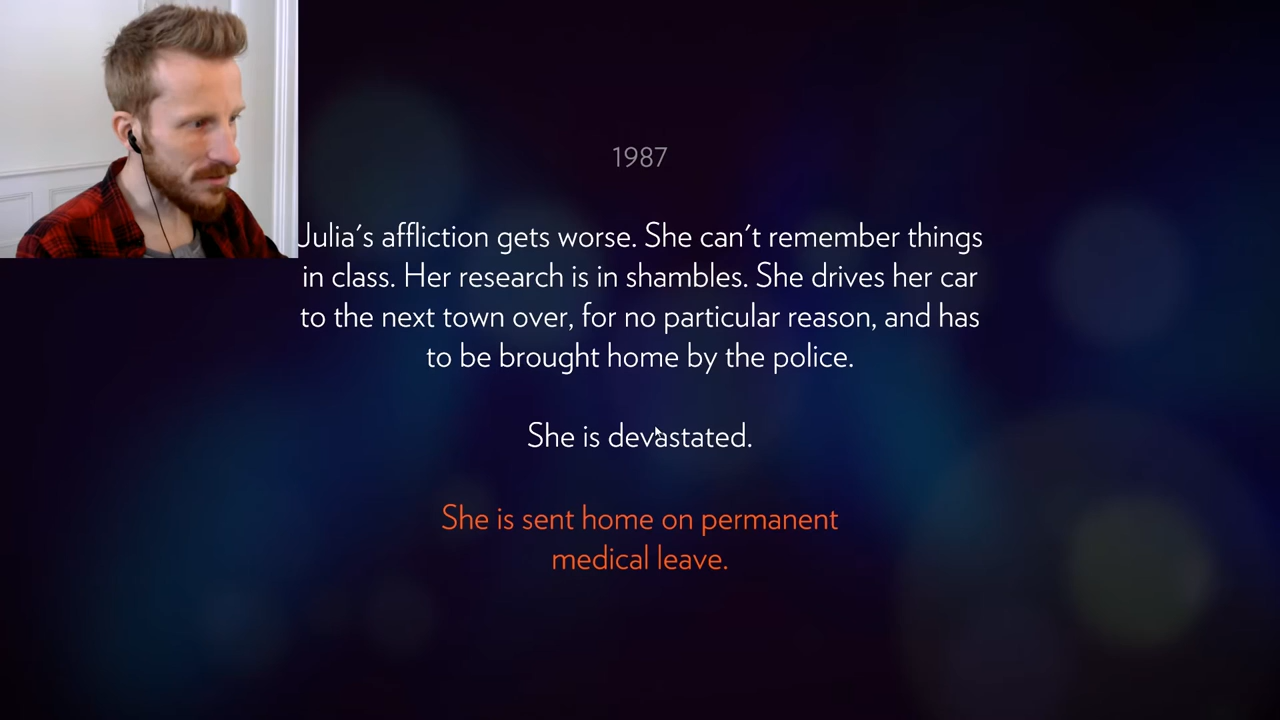 1987
Julia's affliction gets worse. She can't remember things
in class. Her research is in shambles. She drives her car
to the next town over, for no particular reason, and has
to be brought home by the police.
She is devastated.
She is sent home on permanent
medical leave.